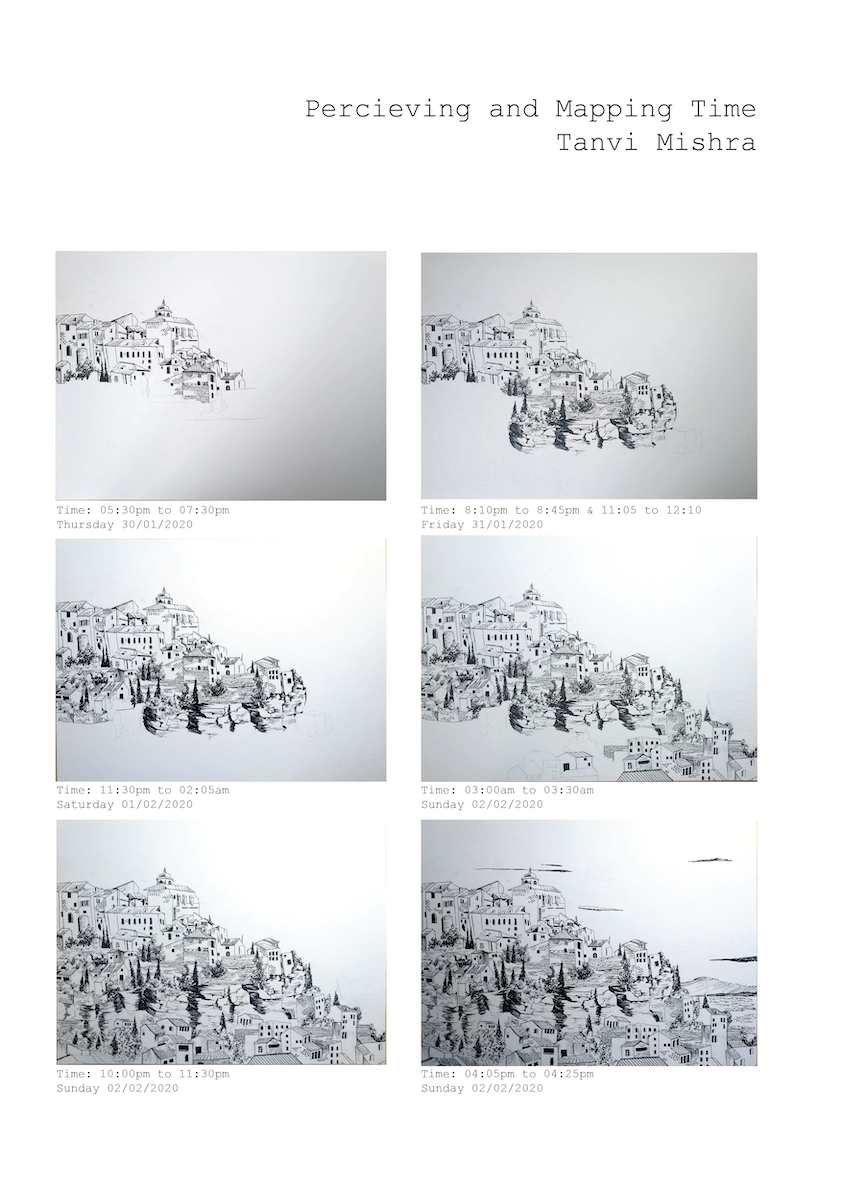 Percieving and Mapping Time
Tanvi Mishra
Time: 05:30pm to 07:30pm
Thursday 30/01/2020
Time: 8:10pm to 8:45pm & 11:05 to 12:10
Friday 31/01/2020
Time: 11:30pm to 02:05am
Saturday 01/02/2020
Time: 03:00am to 03:30am
Sunday 02/02/2020
Time: 10:00pm to 11:30pm
Sunday 02/02/2020
Time: 04:05pm to 04:25pm
Sunday 02/02/2020